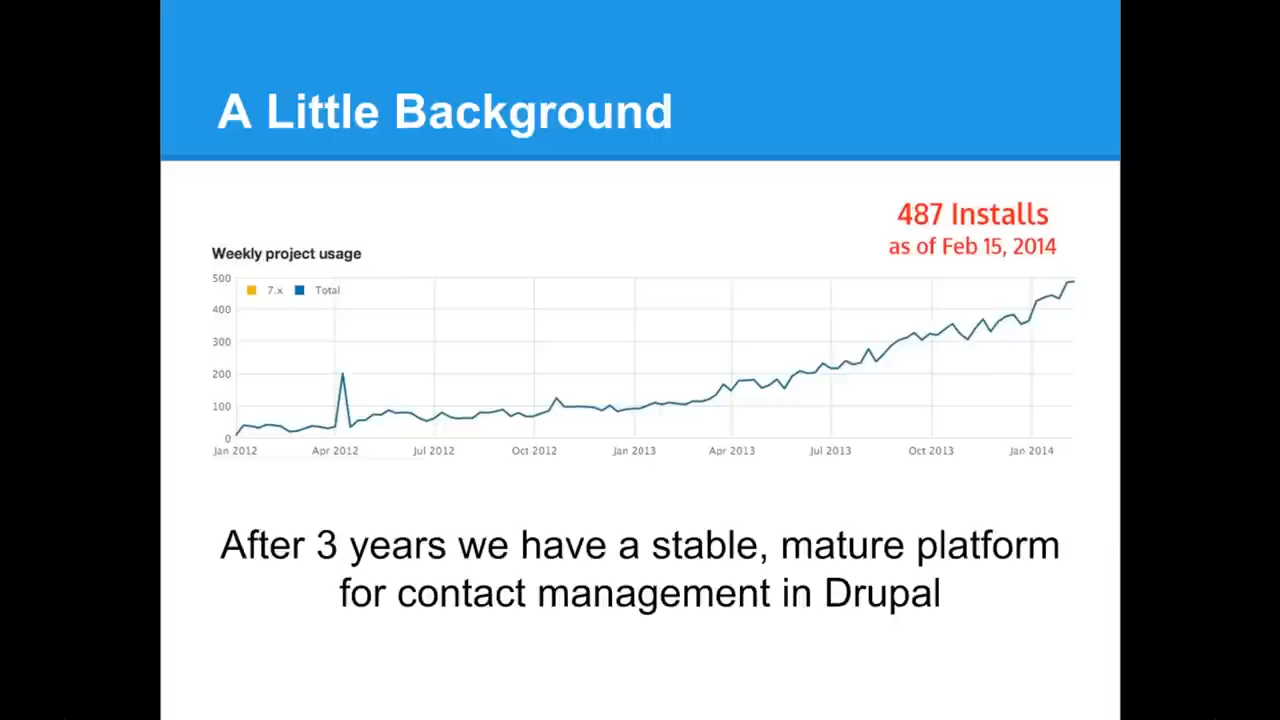 A Little Background
487 Installs
as of Feb 15, 2014
Weekly project usage
500
7.x Total
400
300
200
100
0
Jan 2012 Apr 2012 Jul 2012 Oct 2012 Jan 2013 Apr 2013 Jul 2013 Oct 2013 Jan 2014
After 3 years we have a stable, mature platform
for contact management in Drupal